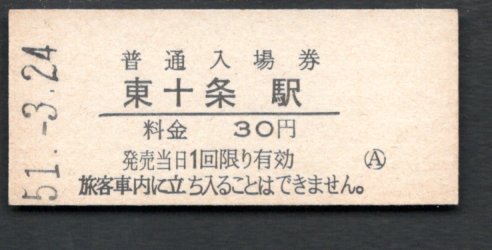 51.-3.24
普通入場券
東十条駅
料金 30円
発売当日1回限り有効 Ⓐ
旅客車内に立ち入ることはできません。